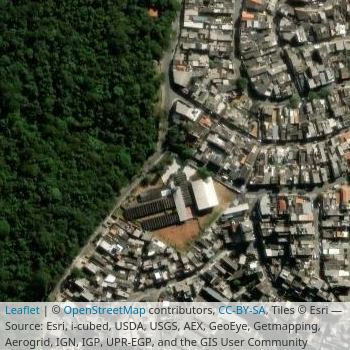 Leaflet | © OpenStreetMap contributors, CC-BY-SA, Tiles © Esri —
Source: Esri, i-cubed, USDA, USGS, AEX, GeoEye, Getmapping,
Aerogrid, IGN, IGP, UPR-EGP, and the GIS User Community